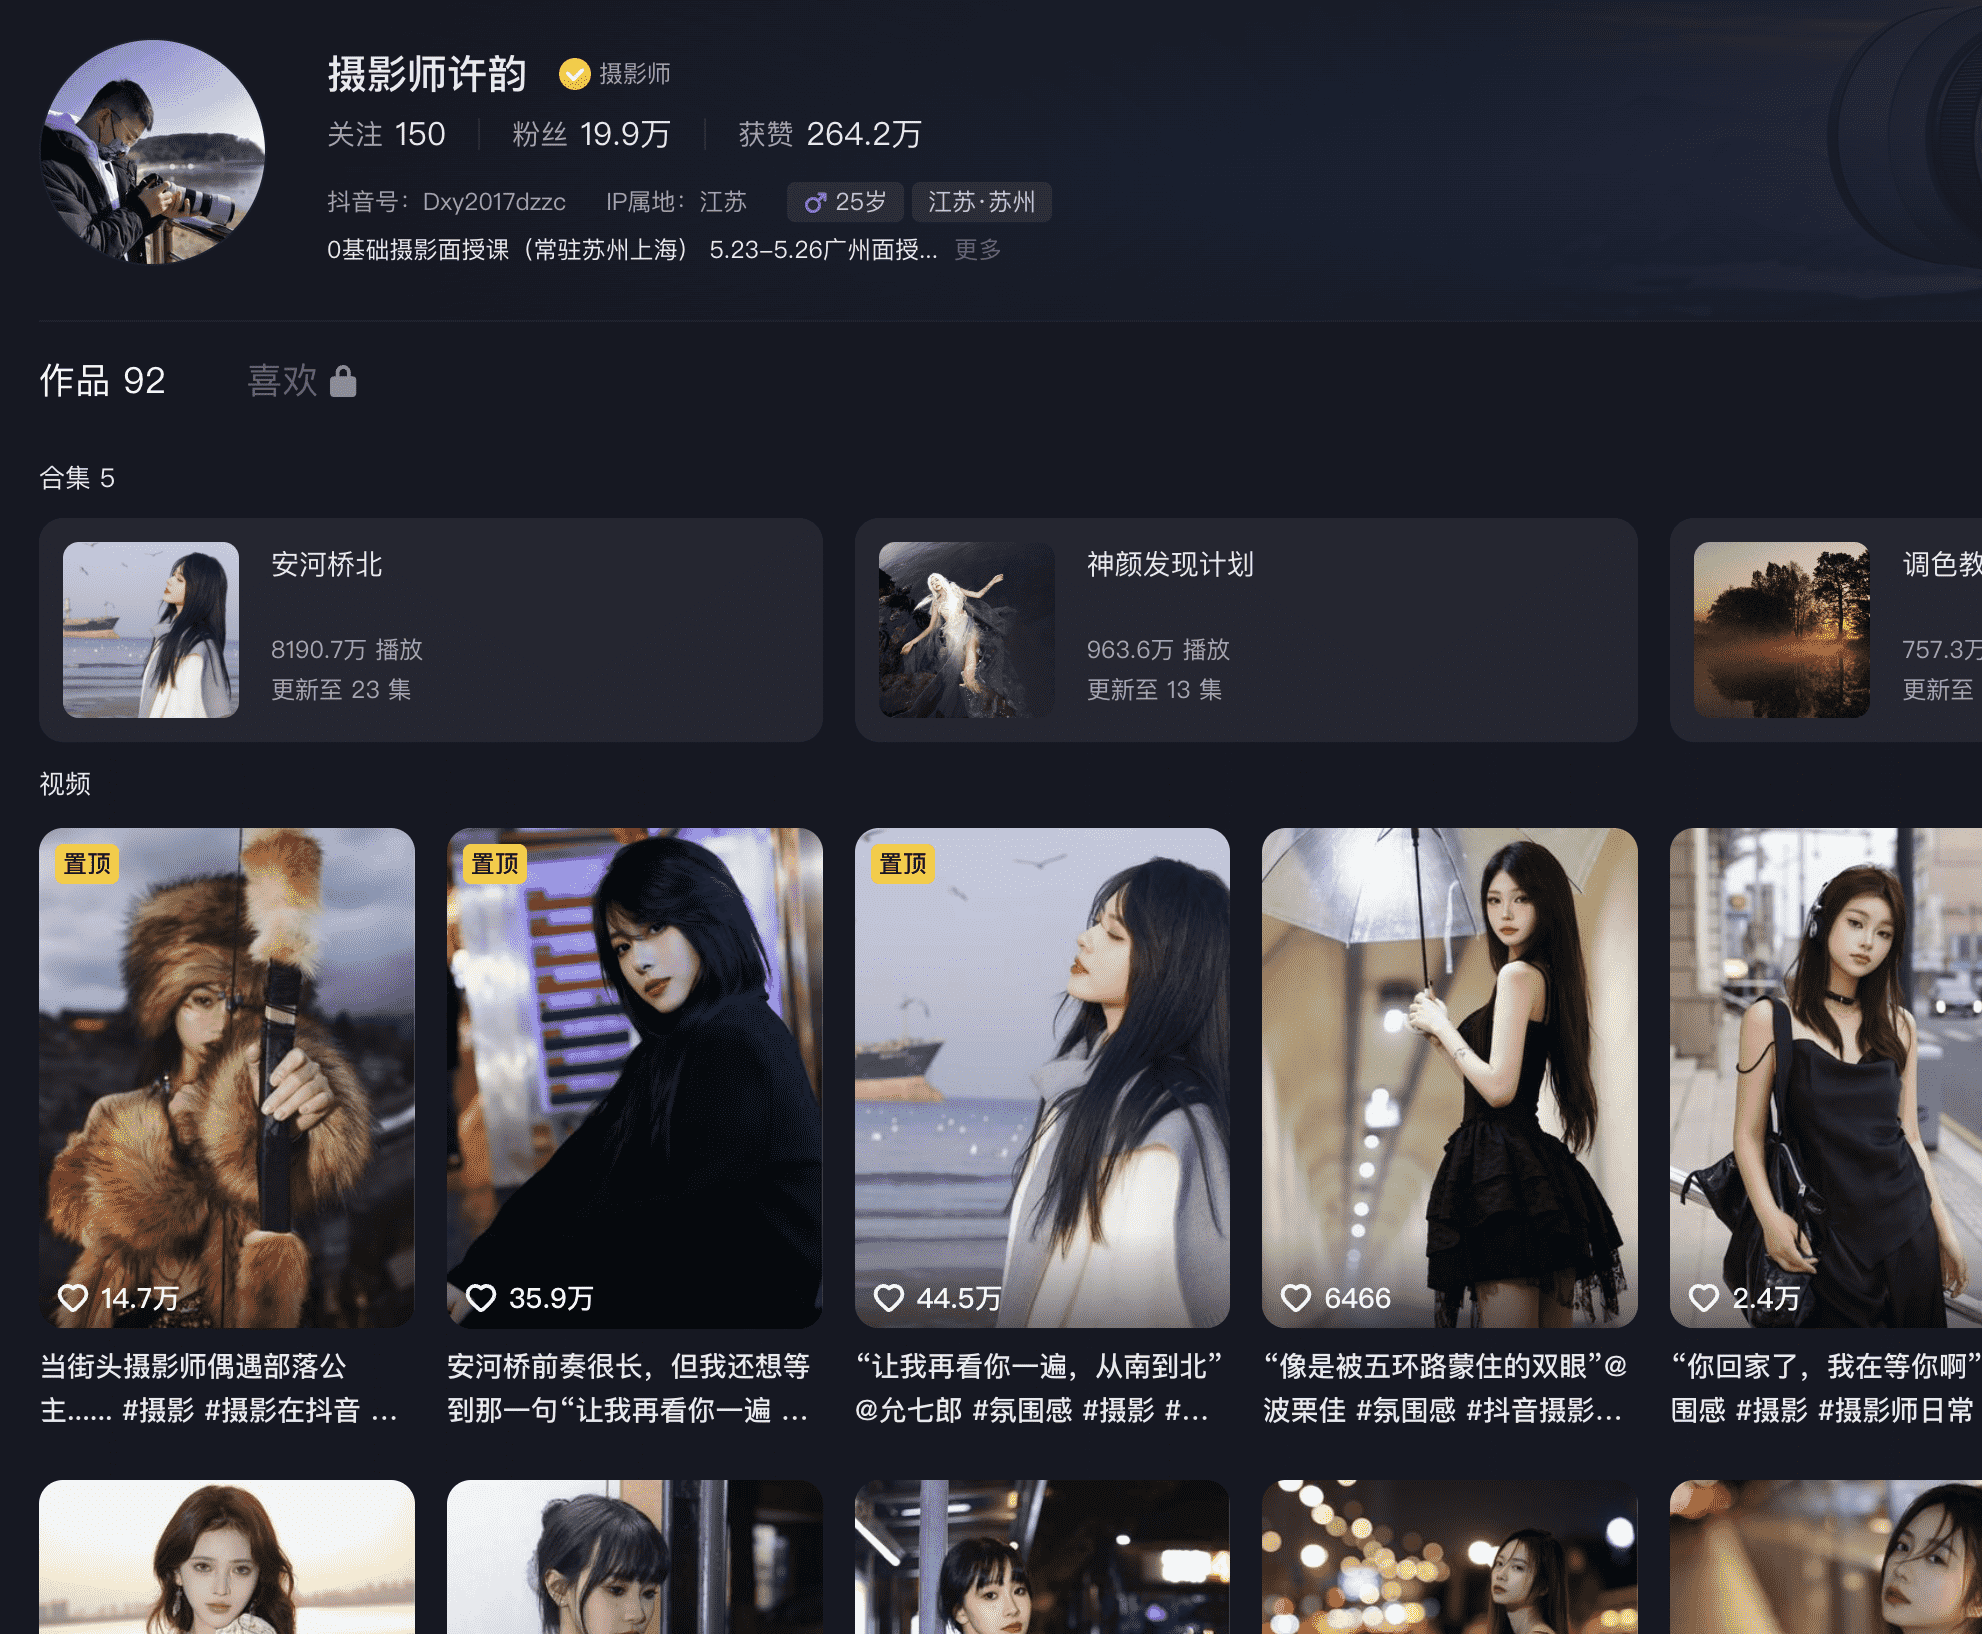 摄影师许韵 摄影师
关注 150 粉丝 19.9万 获赞 264.2万
抖音号：Dxy2017dzzc IP属地：江苏 25岁 江苏·苏州
0基础摄影面授课（常驻苏州上海） 5.23-5.26广州面授... 更多
作品 92 喜欢
合集 5
安河桥北
8190.7万 播放
更新至 23 集
神颜发现计划
963.6万 播放
更新至 13 集
调色教
757.3万
更新至
视频
置顶
14.7万
当街头摄影师偶遇部落公
主...... #摄影 #摄影在抖音 ...
置顶
35.9万
安河桥前奏很长，但我还想等
到那一句“让我再看你一遍 ...
置顶
44.5万
“让我再看你一遍，从南到北”
@允七郎 #氛围感 #摄影 #...
6466
“像是被五环路蒙住的双眼”@
波栗佳 #氛围感 #抖音摄影...
2.4万
“你回家了，我在等你啊”
围感 #摄影 #摄影师日常